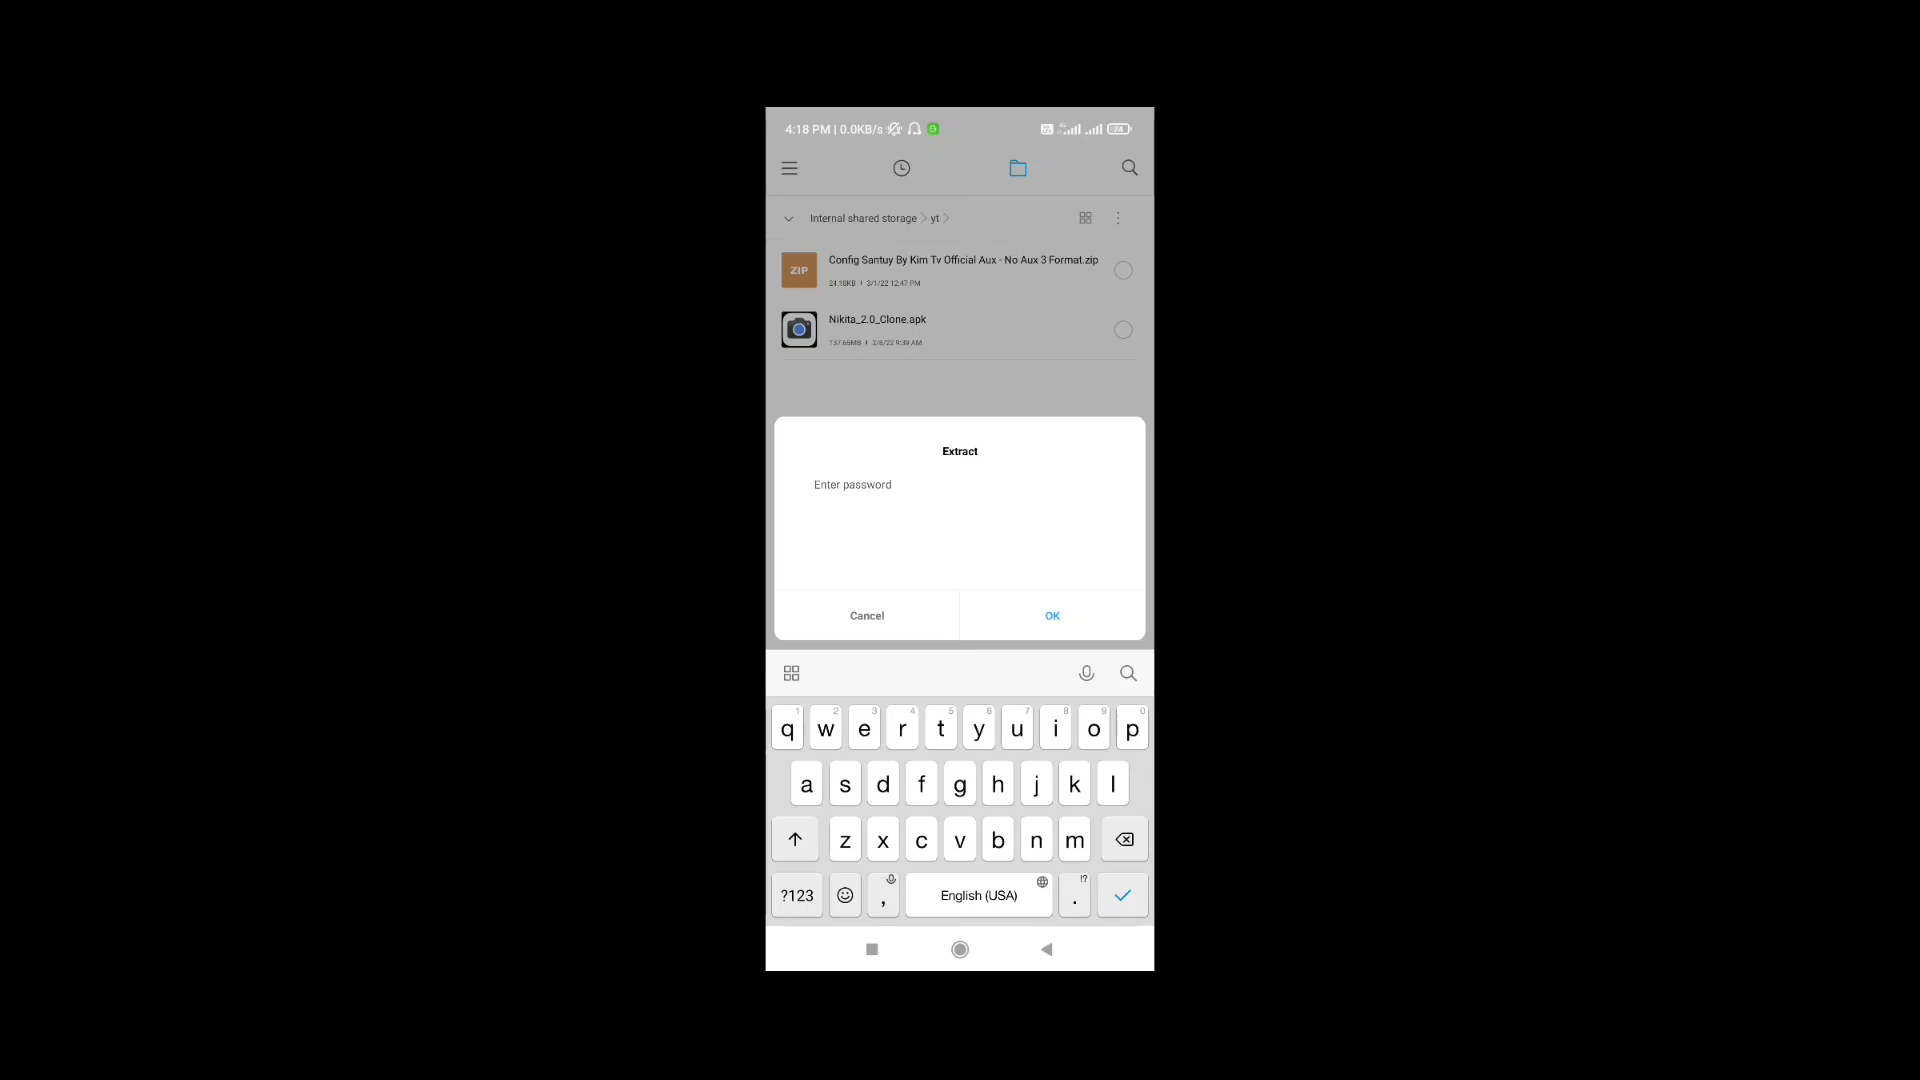 4:18 PM | 0.0KB/s
74
Internal shared storage > yt >
ZIP
Config Santuy By Kim Tv Official Aux - No Aux 3 Format.zip
24.18KB | 3/1/22 12:47 PM
Nikita_2.0_Clone.apk
137.66MB | 2/8/22 9:39 AM
Extract
Enter password
Cancel
OK
1 2 3 4 5 6 7 8 9 0
q w e r t y u i o p
a s d f g h j k l
z x c v b n m
!?
?123 , English (USA) .